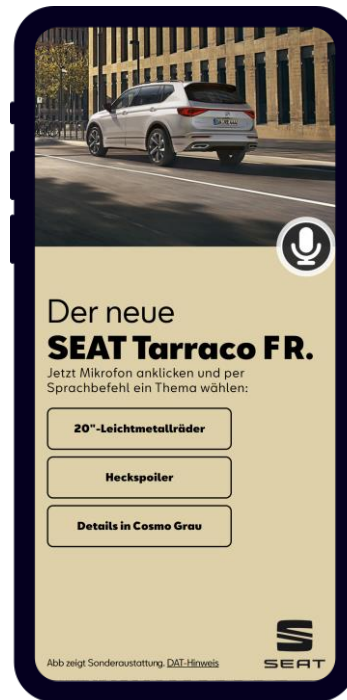 Der neue
SEAT Tarraco FR.
Jetzt Mikrofon anklicken und per
Sprachbefehl ein Thema wählen:
20"-Leichtmetallräder
Heckspoiler
Details in Cosmo Grau
Abb zeigt Sonderaustattung. DAT-Hinweis
SEAT